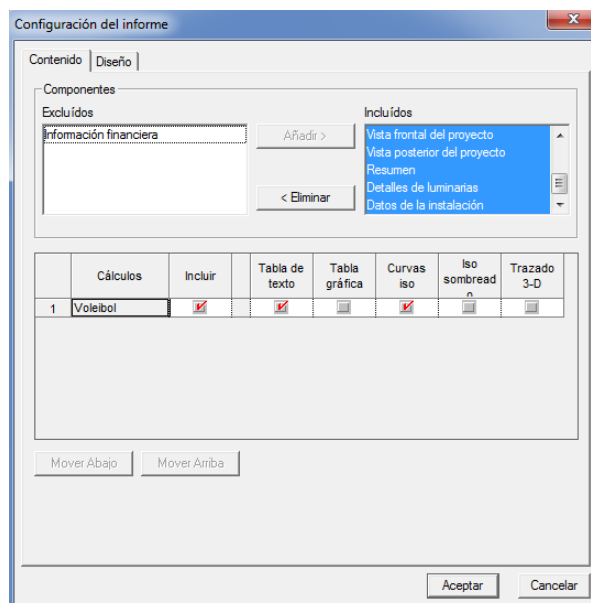 Configuración del informe
x
Contenido
Diseño
Componentes
Excluídos
Incluídos
Información financiera
Añadir >
< Eliminar
Vista frontal del proyecto
Vista posterior del proyecto
Resumen
Detalles de luminarias
Datos de la instalación
Cálculos
Incluir
Tabla de
texto
Tabla
gráfica
Curvas
iso
Iso
sombread
o
Trazado
3-D
1
Voleibol
Mover Abajo
Mover Arriba
Aceptar
Cancelar